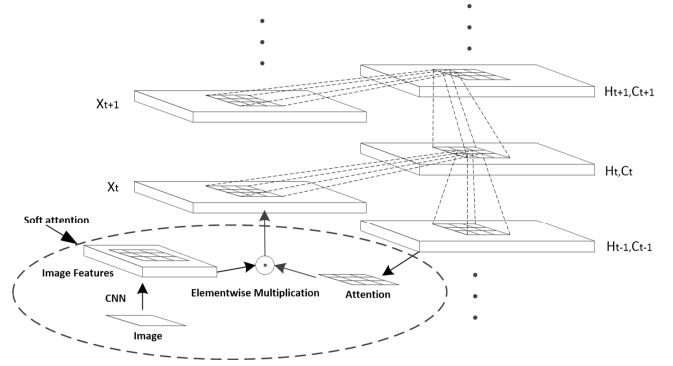 Ht+1,Ct+1
Xt+1
Ht,Ct
Xt
Soft attention
Ht-1,Ct-1
Image Features
Elementwise Multiplication
Attention
CNN
Image